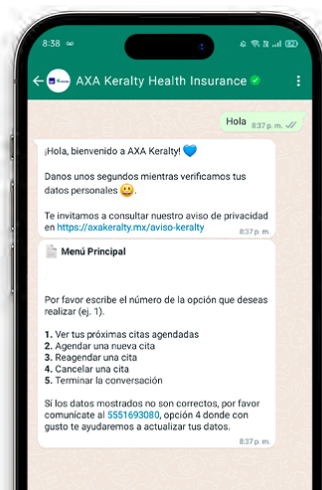 8:38
AXA Keralty Health Insurance
Hola 8:37 p. m.
¡Hola, bienvenido a AXA Keralty! 💙
Danos unos segundos mientras verificamos tus
datos personales 😀.
Te invitamos a consultar nuestro aviso de privacidad
en https://axakeralty.mx/aviso-keralty
8:37 p. m.
Menú Principal
Por favor escribe el número de la opción que deseas
realizar (ej. 1).
1. Ver tus próximas citas agendadas
2. Agendar una nueva cita
3. Reagendar una cita
4. Cancelar una cita
5. Terminar la conversación
Sí los datos mostrados no son correctos, por favor
comunícate al 5551693080, opción 4 donde con
gusto te ayudaremos a actualizar tus datos.
8:37 p. m.